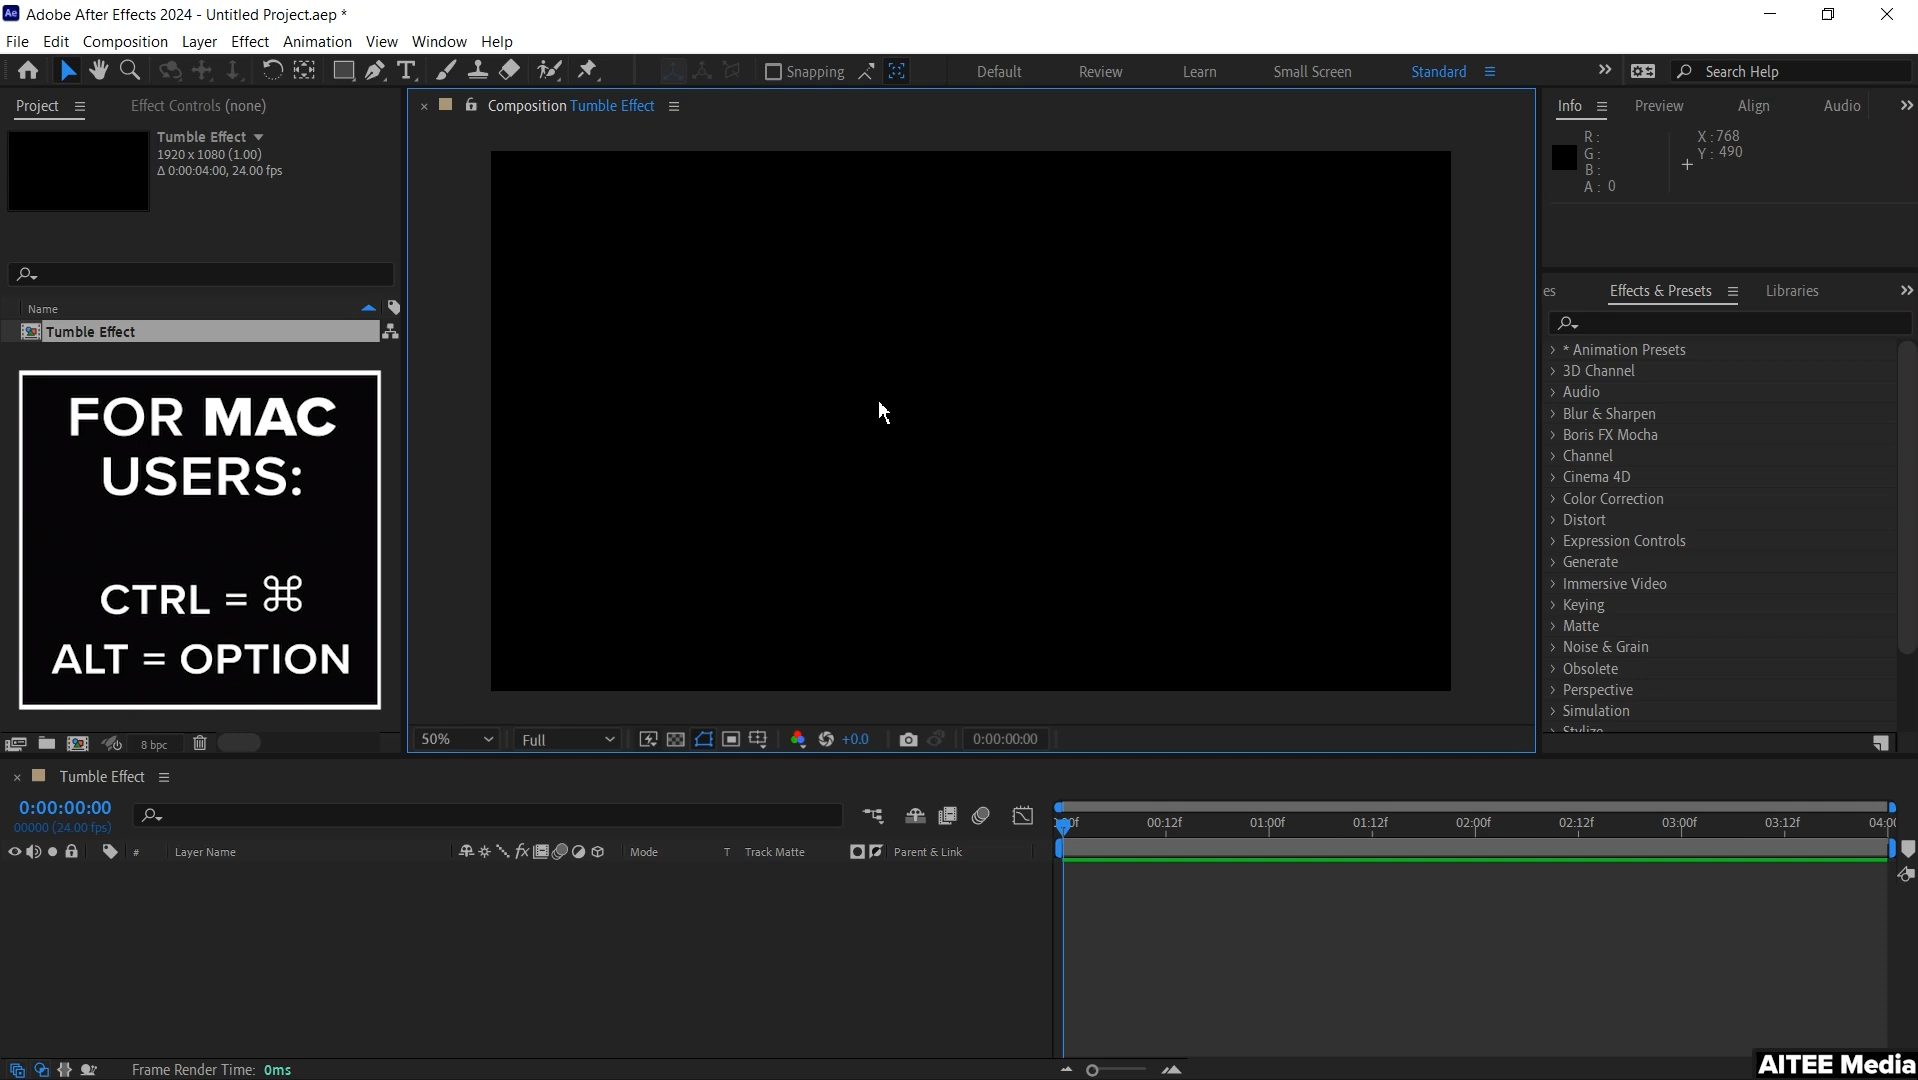 Ae Adobe After Effects 2024 - Untitled Project.aep *
File Edit Composition Layer Effect Animation View Window Help
Snapping Default Review Learn Small Screen Standard Search Help
Project Effect Controls (none)
Composition Tumble Effect
Info Preview Align Audio
Tumble Effect
1920 x 1080 (1.00)
Δ 0:00:04:00, 24.00 fps
R :
G :
B :
A : 0
X : 768
Y : 490
Name
Tumble Effect
FOR MAC
USERS:
CTRL = ⌘
ALT = OPTION
8 bpc
50% Full +0.0 0:00:00:00
es Effects & Presets Libraries
* Animation Presets
3D Channel
Audio
Blur & Sharpen
Boris FX Mocha
Channel
Cinema 4D
Color Correction
Distort
Expression Controls
Generate
Immersive Video
Keying
Matte
Noise & Grain
Obsolete
Perspective
Simulation
Stylize
Tumble Effect
0:00:00:00
00000 (24.00 fps)
00f 00:12f 01:00f 01:12f 02:00f 02:12f 03:00f 03:12f 04:00
# Layer Name fx Mode T Track Matte Parent & Link
Frame Render Time: 0ms
AITEE Media